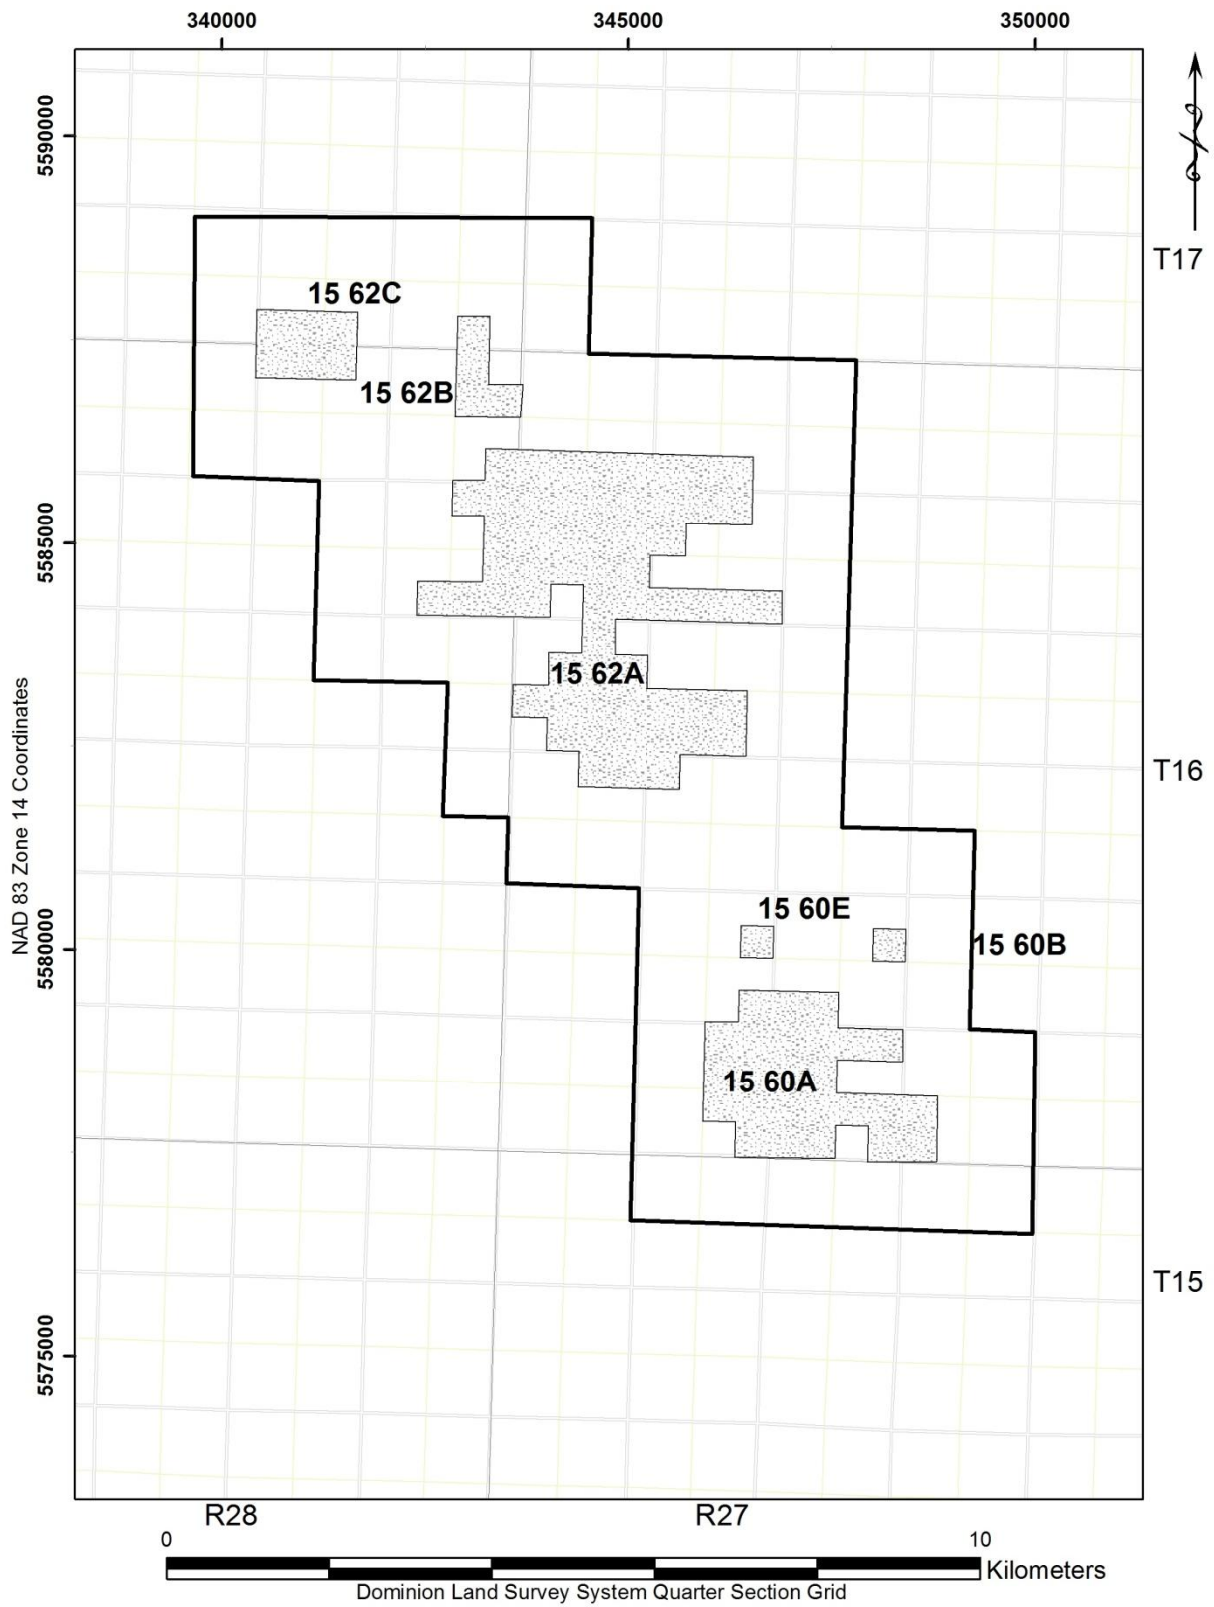 340000 345000 350000
5590000
T17
15 62C
15 62B
5585000
15 62A
NAD 83 Zone 14 Coordinates
T16
15 60E
15 60B
5580000
15 60A
T15
5575000
R28 R27
0 10
Kilometers
Dominion Land Survey System Quarter Section Grid